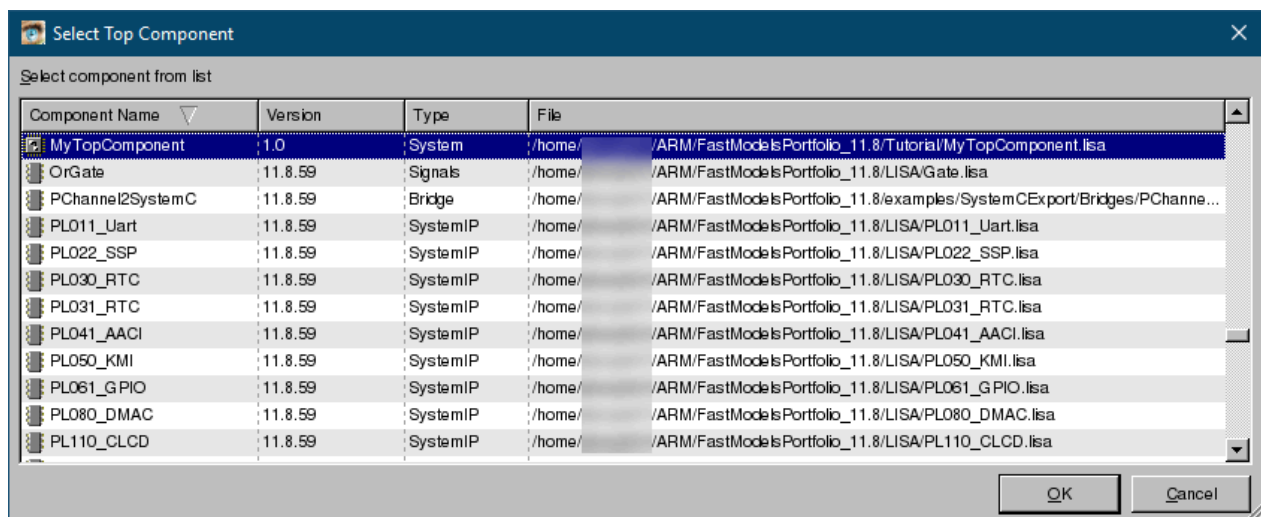 Select Top Component
Select component from list
Component Name Version Type File
MyTopComponent 1.0 System /home/ /ARM/FastModelsPortfolio_11.8/Tutorial/MyTopComponent.lisa
OrGate 11.8.59 Signals /home/ /ARM/FastModelsPortfolio_11.8/LISA/Gate.lisa
PChannel2SystemC 11.8.59 Bridge /home/ /ARM/FastModelsPortfolio_11.8/examples/SystemCExport/Bridges/PChanne...
PL011_Uart 11.8.59 SystemIP /home/ /ARM/FastModelsPortfolio_11.8/LISA/PL011_Uart.lisa
PL022_SSP 11.8.59 SystemIP /home/ /ARM/FastModelsPortfolio_11.8/LISA/PL022_SSP.lisa
PL030_RTC 11.8.59 SystemIP /home/ /ARM/FastModelsPortfolio_11.8/LISA/PL030_RTC.lisa
PL031_RTC 11.8.59 SystemIP /home/ /ARM/FastModelsPortfolio_11.8/LISA/PL031_RTC.lisa
PL041_AACI 11.8.59 SystemIP /home/ /ARM/FastModelsPortfolio_11.8/LISA/PL041_AACI.lisa
PL050_KMI 11.8.59 SystemIP /home/ /ARM/FastModelsPortfolio_11.8/LISA/PL050_KMI.lisa
PL061_GPIO 11.8.59 SystemIP /home/ /ARM/FastModelsPortfolio_11.8/LISA/PL061_GPIO.lisa
PL080_DMAC 11.8.59 SystemIP /home/ /ARM/FastModelsPortfolio_11.8/LISA/PL080_DMAC.lisa
PL110_CLCD 11.8.59 SystemIP /home/ /ARM/FastModelsPortfolio_11.8/LISA/PL110_CLCD.lisa
OK Cancel